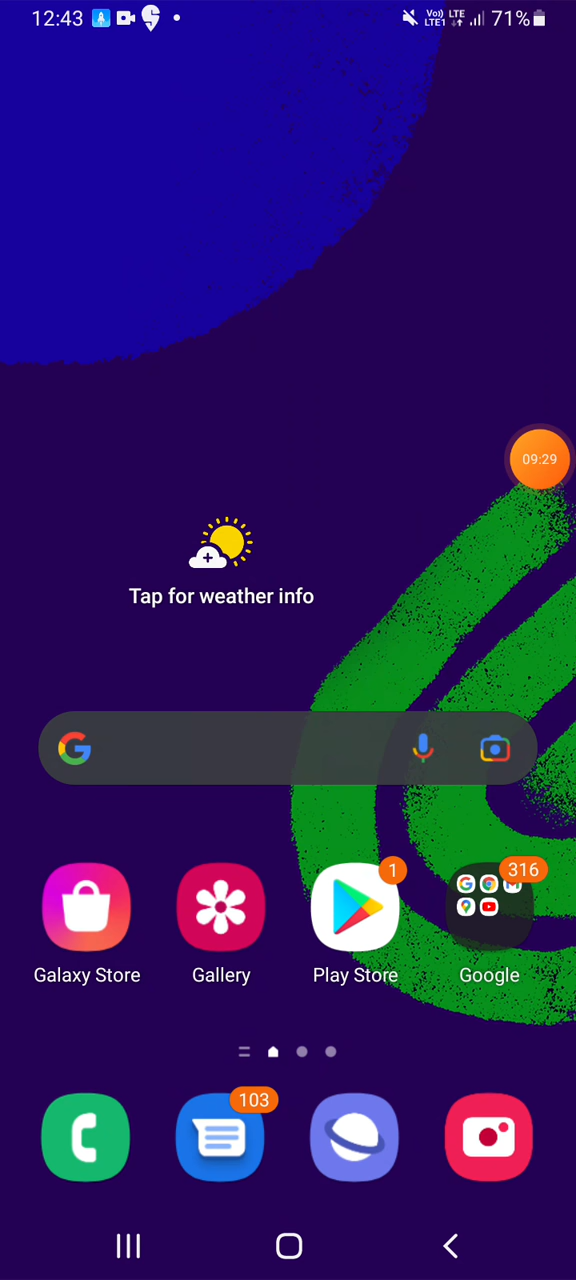 12:43
Vo)) LTE LTE1 71%
09:29
Tap for weather info
1
316
Galaxy Store Gallery Play Store Google
103